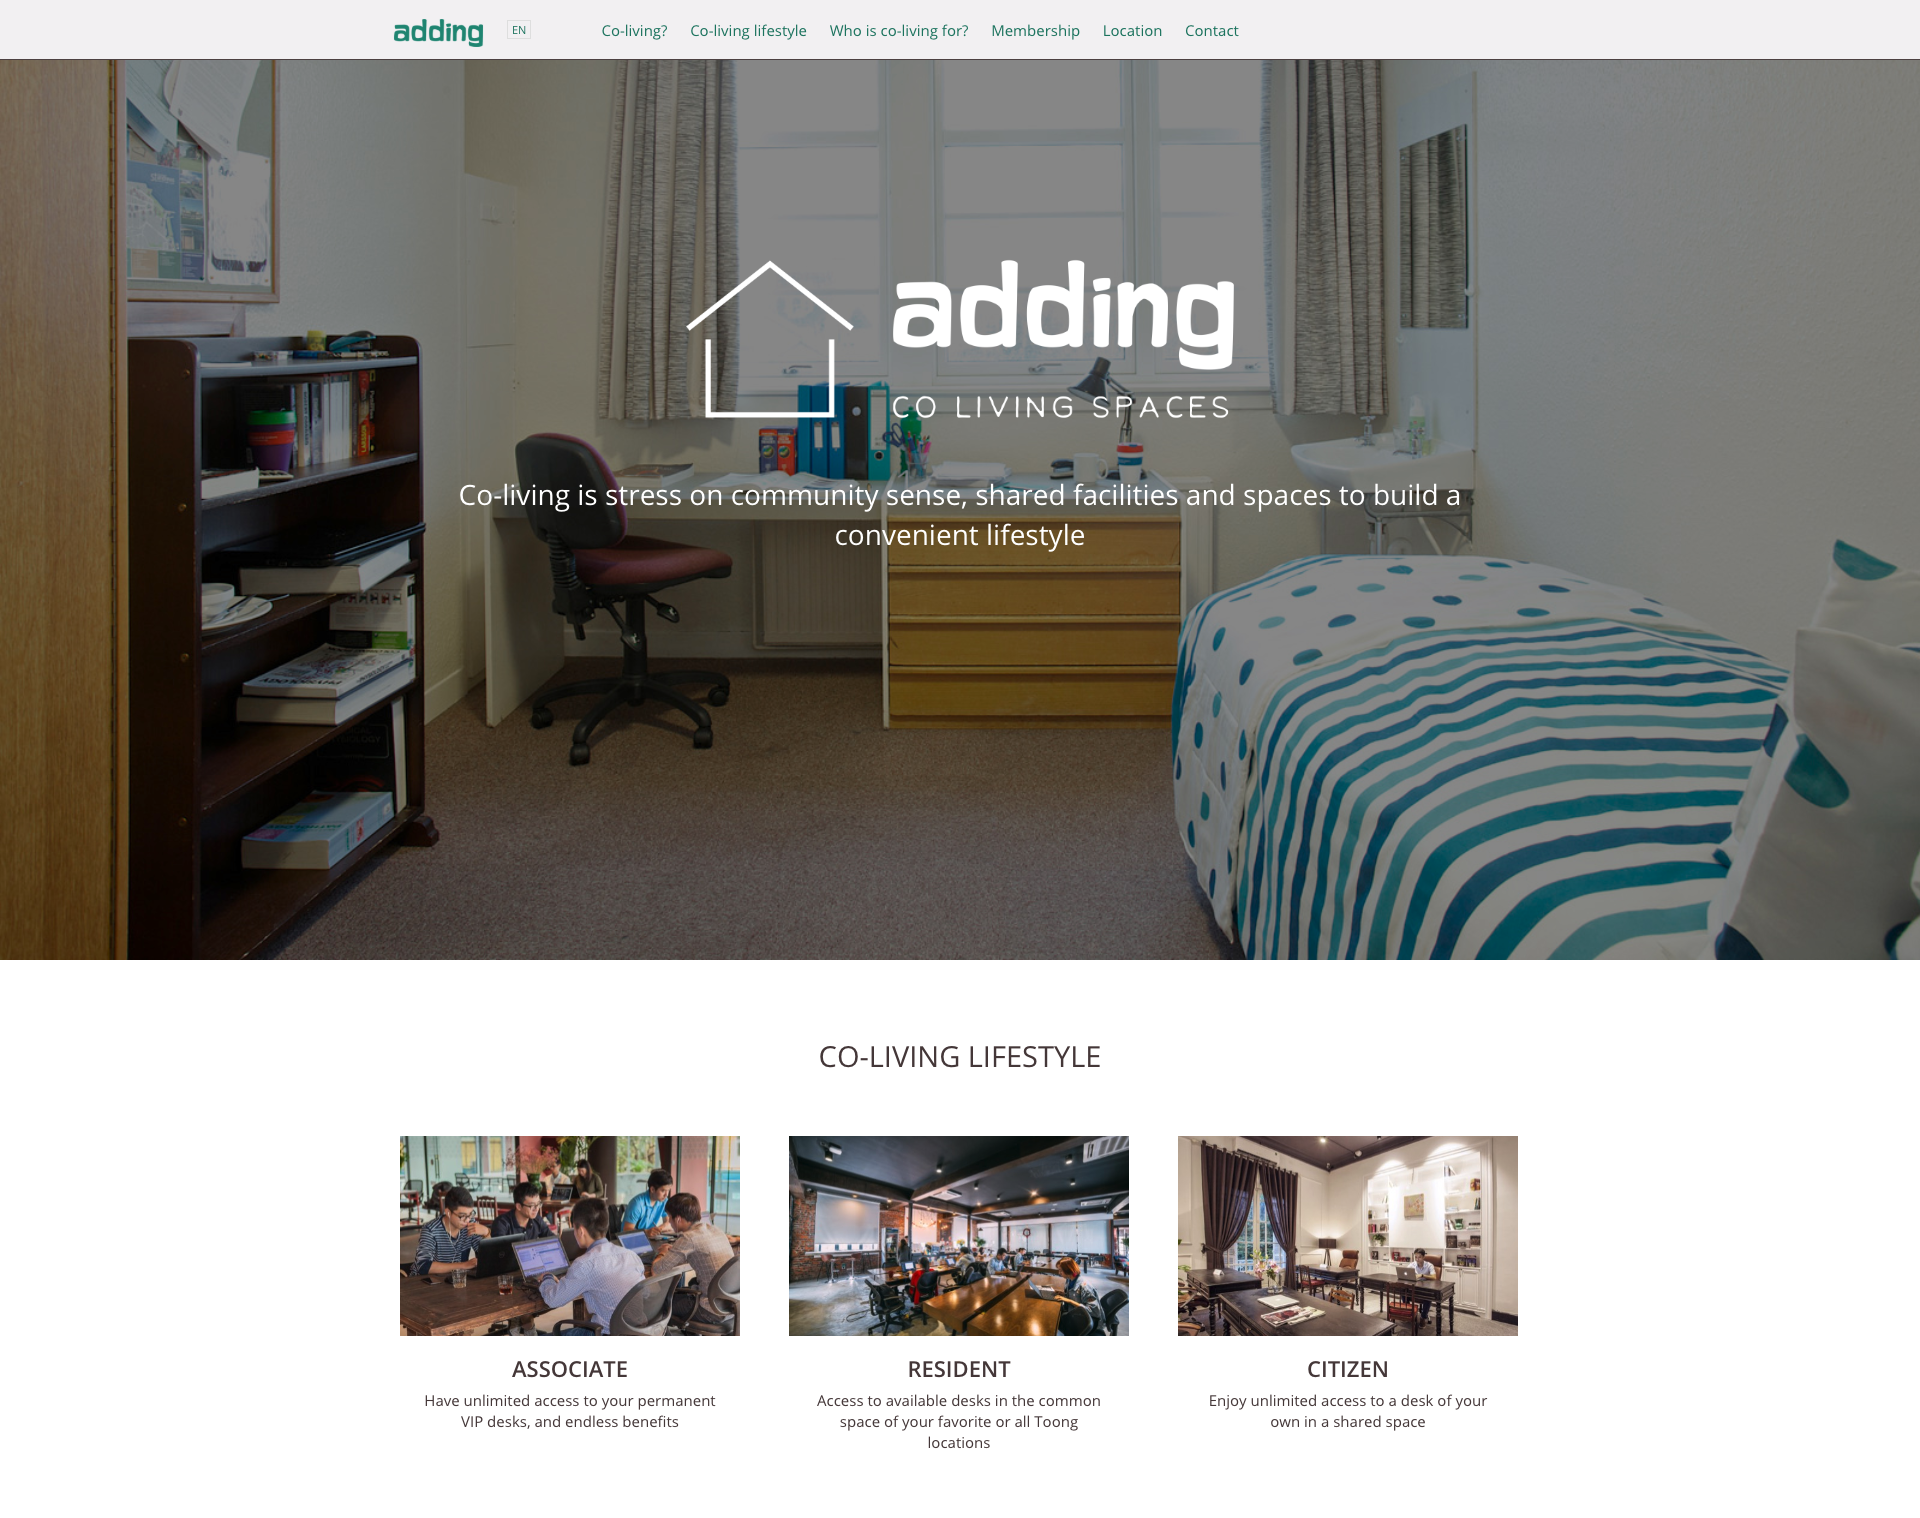 adding
EN
Co-living?
Co-living lifestyle
Who is co-living for?
Membership
Location
Contact
adding
CO LIVING SPACES
Co-living is stress on community sense, shared facilities and spaces to build a
convenient lifestyle
CO-LIVING LIFESTYLE
ASSOCIATE
Have unlimited access to your permanent
VIP desks, and endless benefits
RESIDENT
Access to available desks in the common
space of your favorite or all Toong
locations
CITIZEN
Enjoy unlimited access to a desk of your
own in a shared space